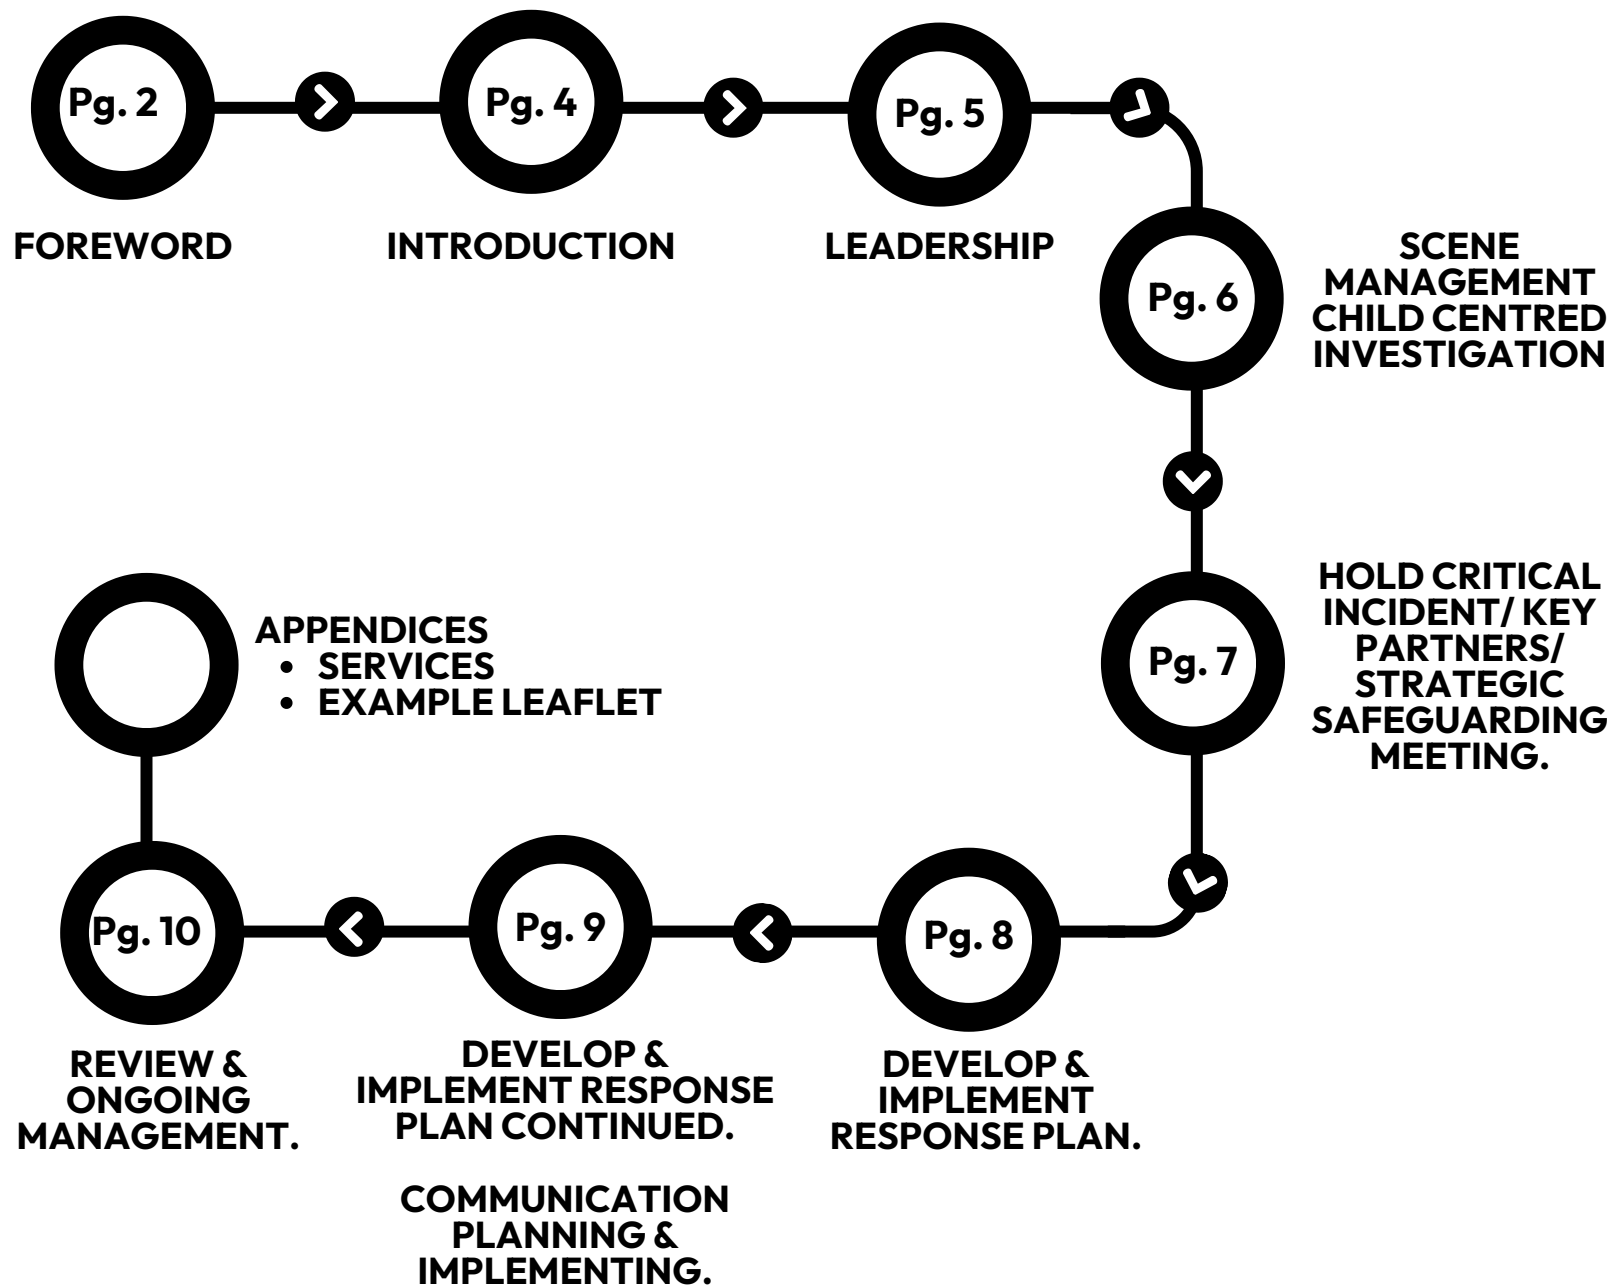 Pg. 2
FOREWORD
Pg. 4
INTRODUCTION
Pg. 5
LEADERSHIP
Pg. 6
SCENE
MANAGEMENT
CHILD CENTRED
INVESTIGATION
Pg. 7
HOLD CRITICAL
INCIDENT/ KEY
PARTNERS/
STRATEGIC
SAFEGUARDING
MEETING.
Pg. 8
DEVELOP &
IMPLEMENT
RESPONSE PLAN.
Pg. 9
DEVELOP &
IMPLEMENT RESPONSE
PLAN CONTINUED.
COMMUNICATION
PLANNING &
IMPLEMENTING.
Pg. 10
REVIEW &
ONGOING
MANAGEMENT.
APPENDICES
• SERVICES
• EXAMPLE LEAFLET